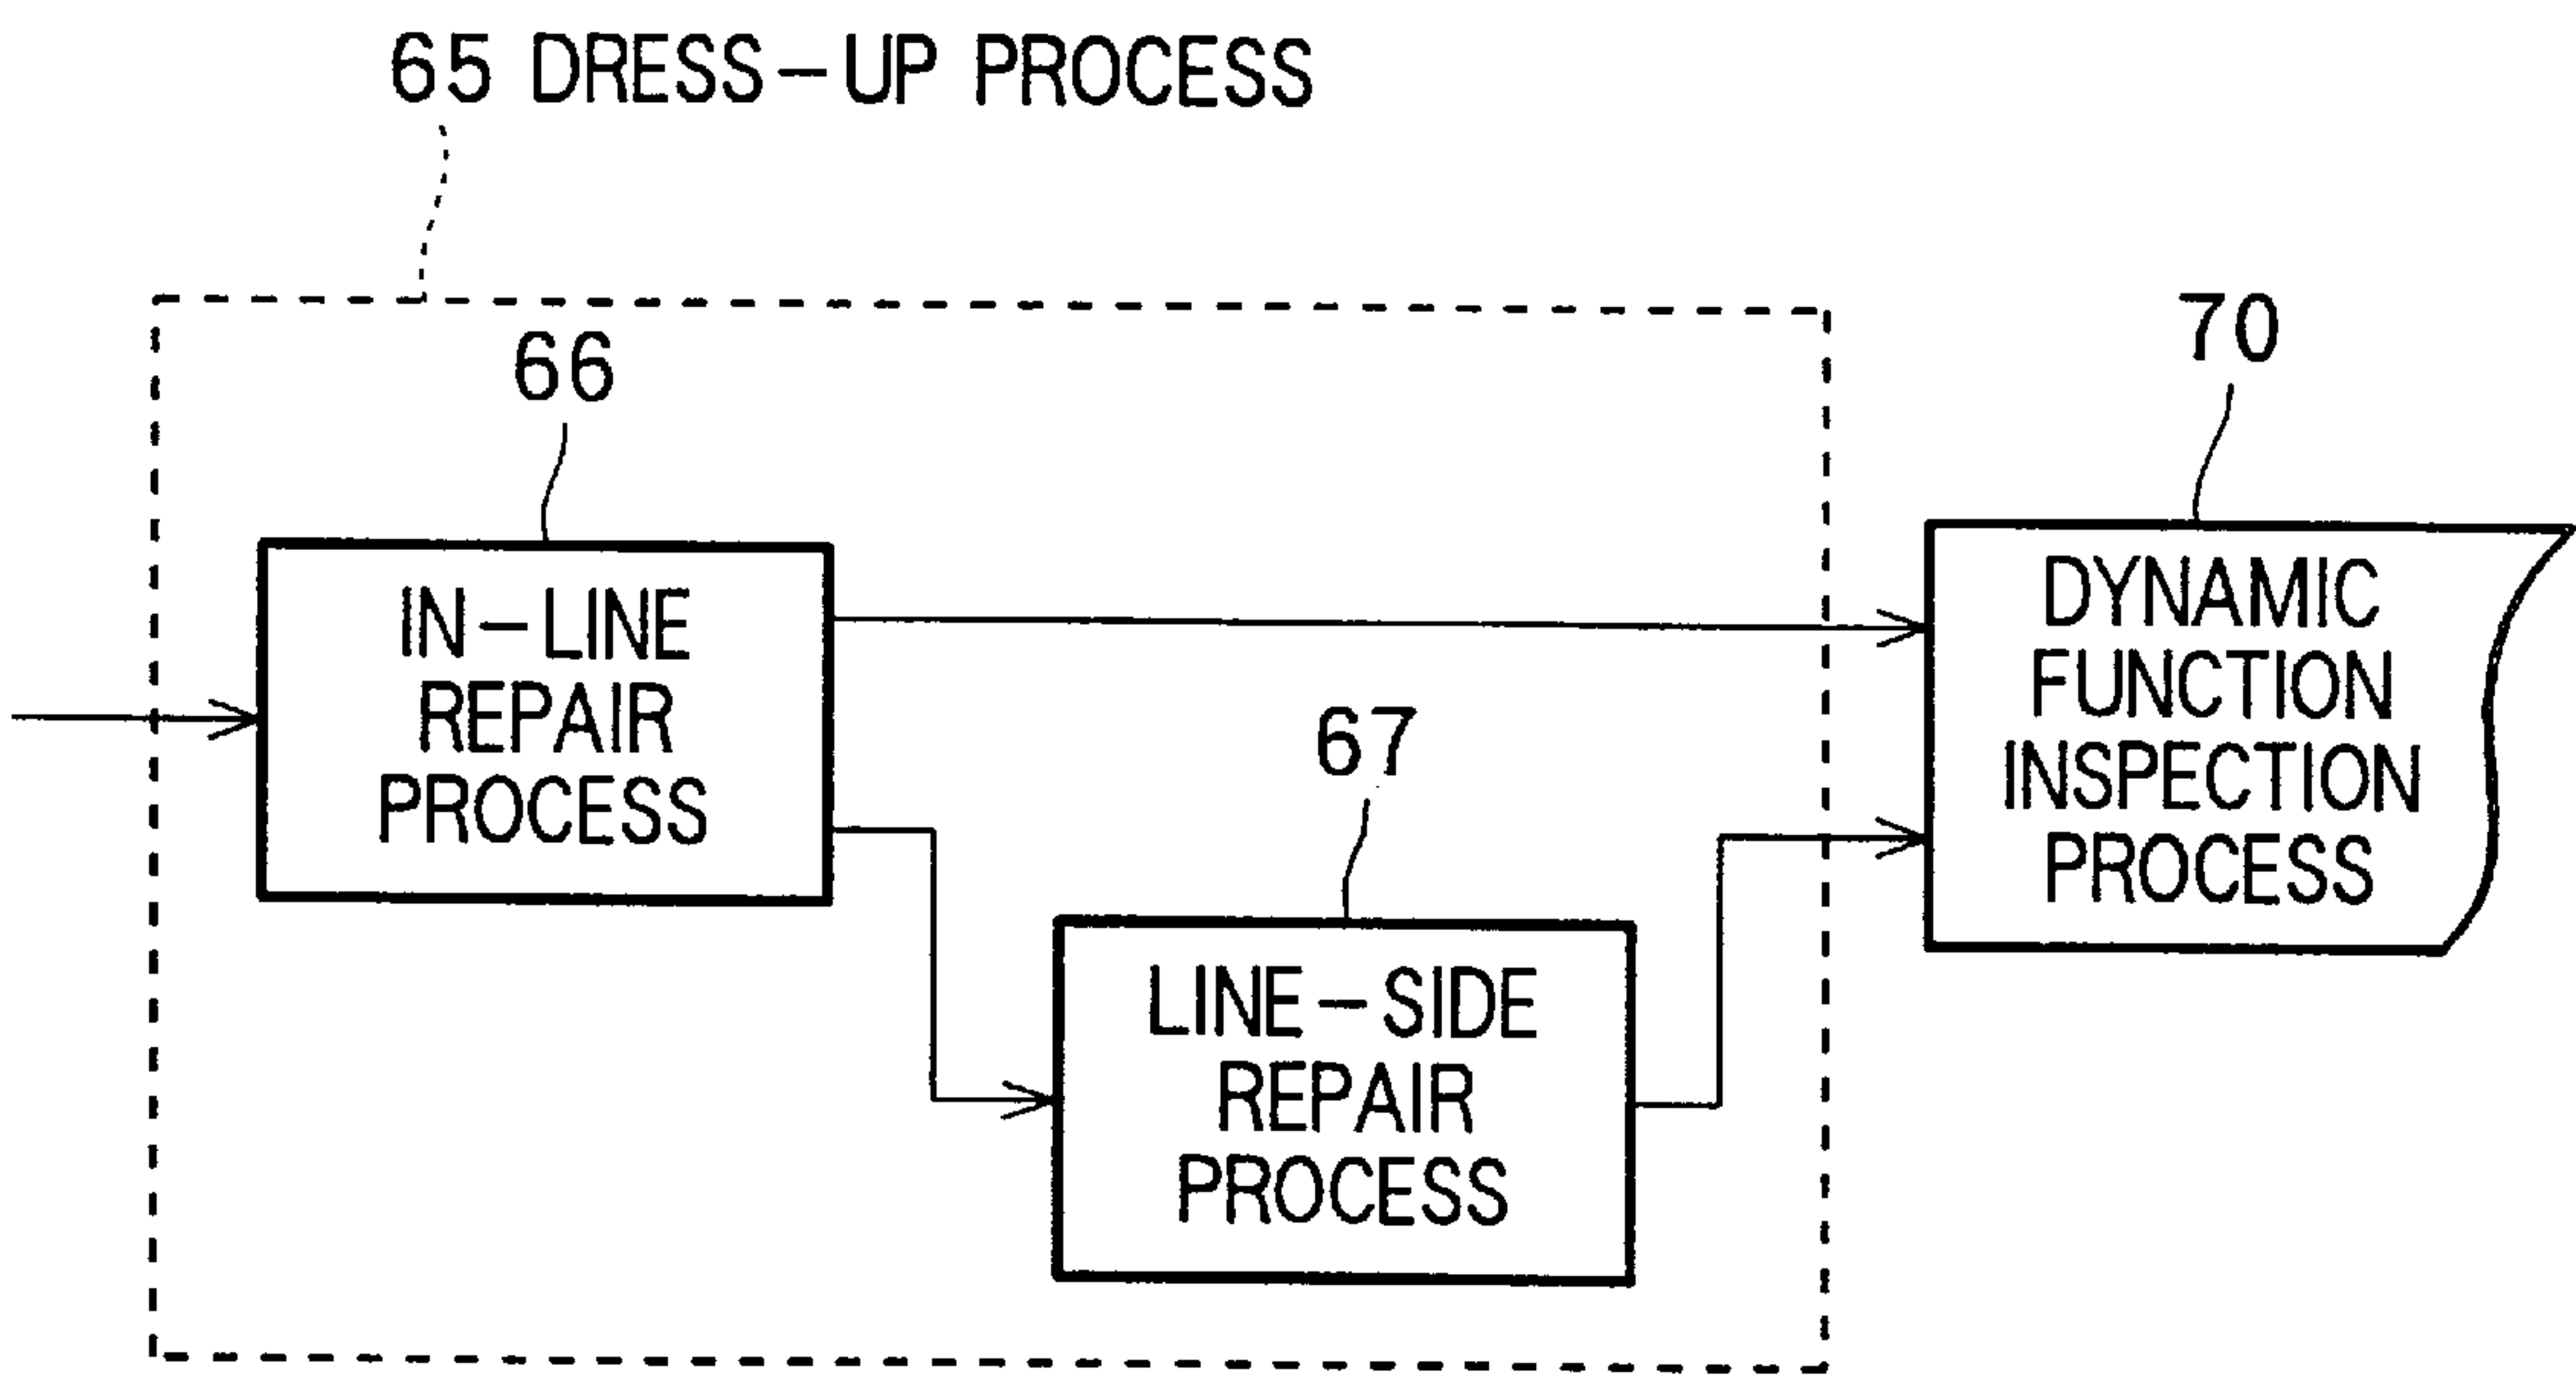 65 DRESS-UP PROCESS
66
IN-LINE
REPAIR
PROCESS
67
LINE-SIDE
REPAIR
PROCESS
70
DYNAMIC
FUNCTION
INSPECTION
PROCESS